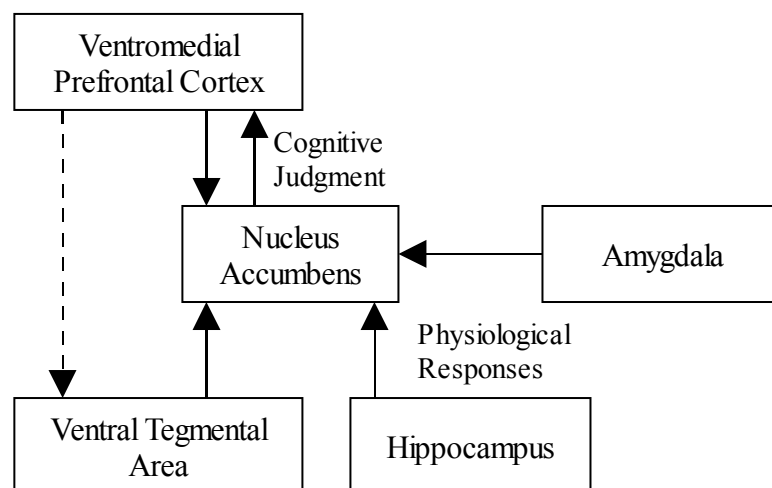 Ventromedial
Prefrontal Cortex
Cognitive
Judgment
Nucleus
Accumbens
Amygdala
Physiological
Responses
Ventral Tegmental
Area
Hippocampus